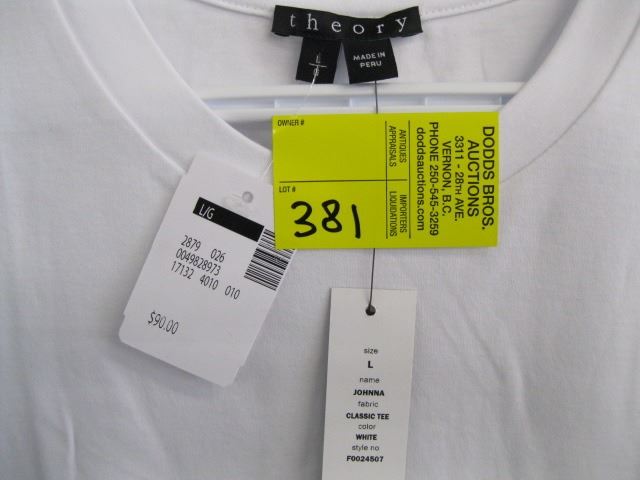 theory
L
G
MADE IN
PERU
OWNER #
LOT #
381
ANTIQUES
APPRAISALS
IMPORTERS
LIQUIDATIONS
DODDS BROS.
AUCTIONS
3311 - 28TH AVE.
VERNON, B.C.
PHONE 250-545-3259
doddsauctions.com
L/G
2879 026
0049828973
17132 4010 010
$90.00
size
L
name
JOHNNA
fabric
CLASSIC TEE
color
WHITE
style no
F0024507